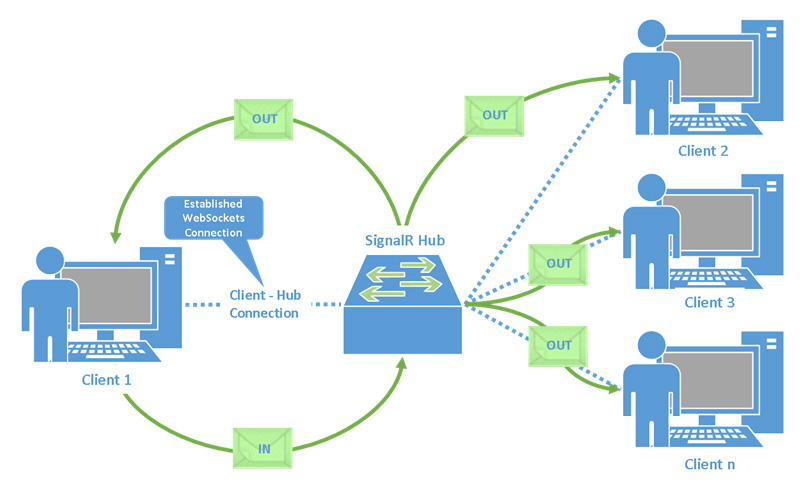 OUT
OUT
Client 2
Established
WebSockets
Connection
SignalR Hub
OUT
Client - Hub
Connection
Client 3
OUT
Client 1
IN
Client n